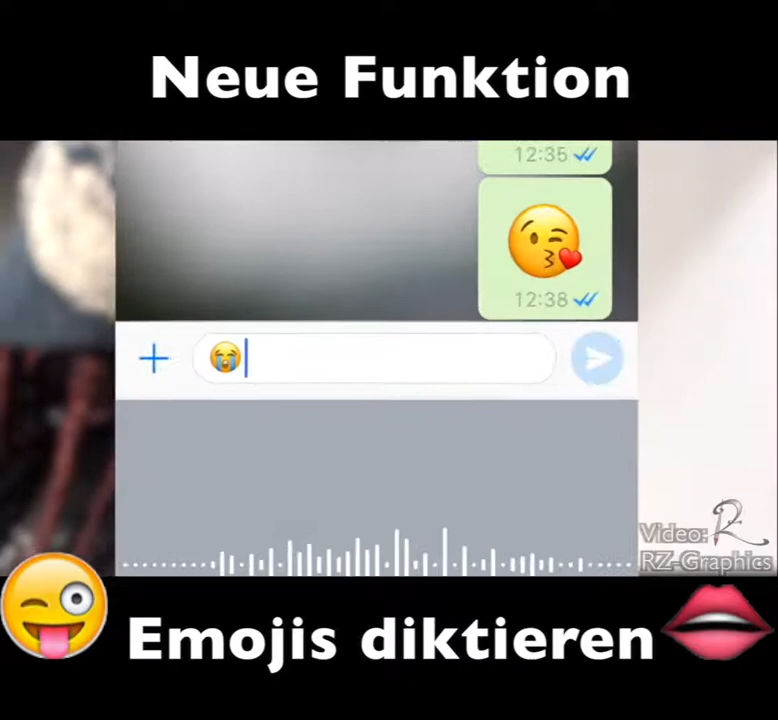 Neue Funktion
12:35
12:38
Video:
RZ-Graphics
Emojis diktieren